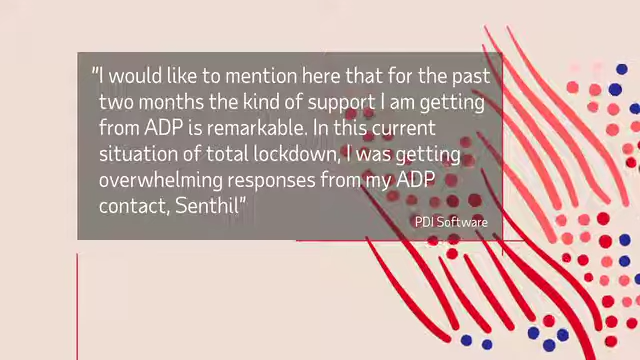 "I would like to mention here that for the past
two months the kind of support I am getting
from ADP is remarkable. In this current
situation of total lockdown, I was getting
overwhelming responses from my ADP
contact, Senthil"
PDI Software